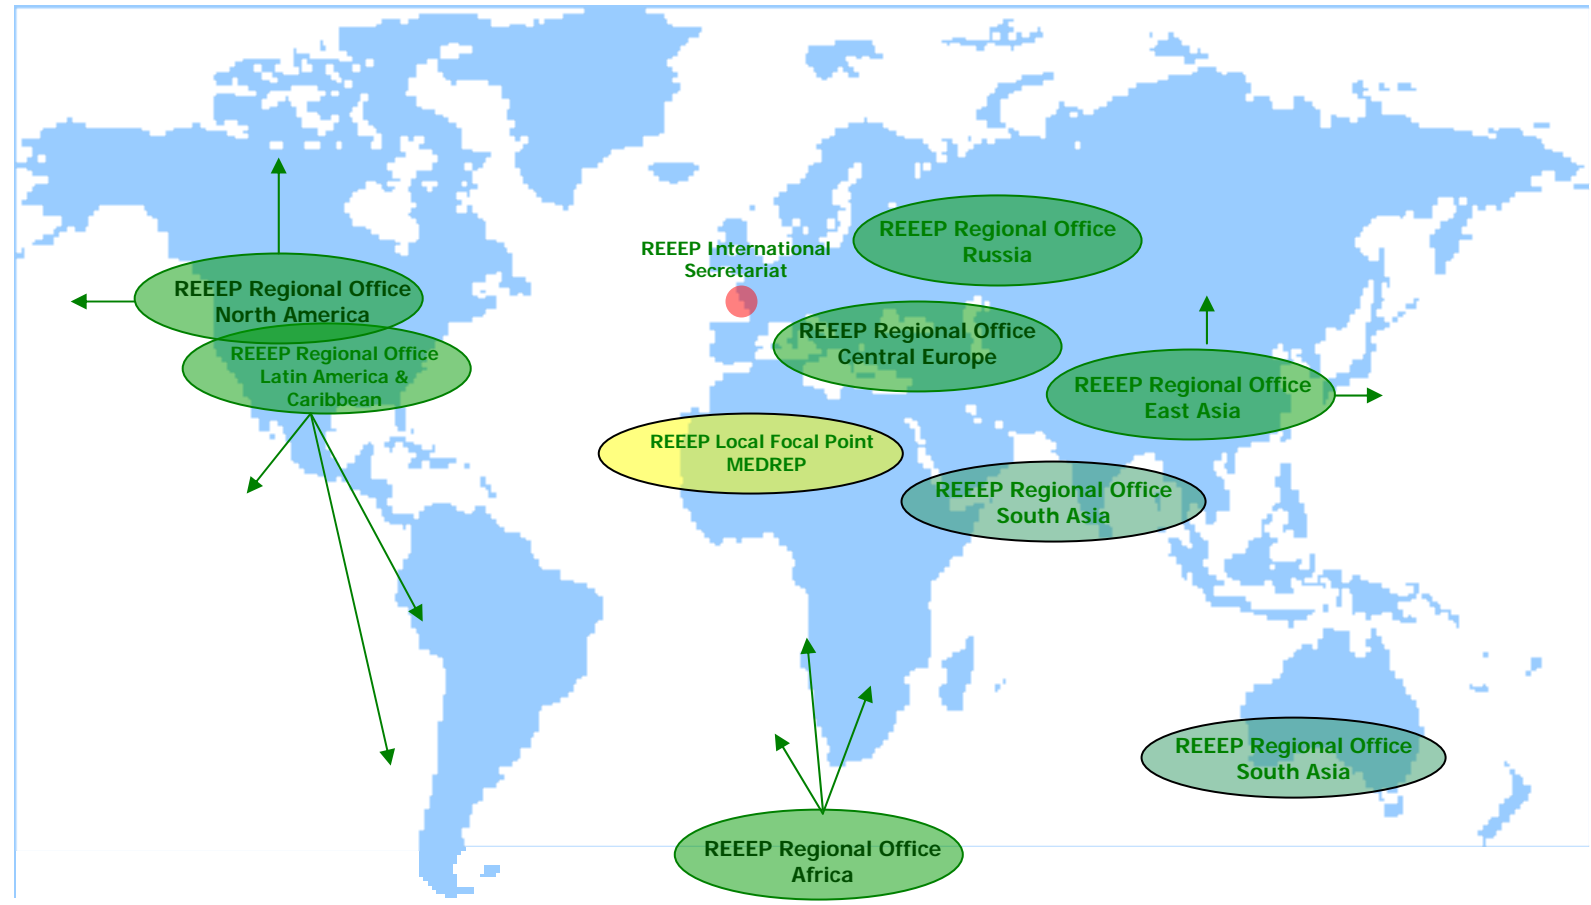 REEEP Regional Office
Russia
REEEP International
Secretariat
REEEP Regional Office
North America
REEEP Regional Office
Central Europe
REEEP Regional Office
Latin America &
Caribbean
REEEP Regional Office
East Asia
REEEP Local Focal Point
MEDREP
REEEP Regional Office
South Asia
REEEP Regional Office
South Asia
REEEP Regional Office
Africa